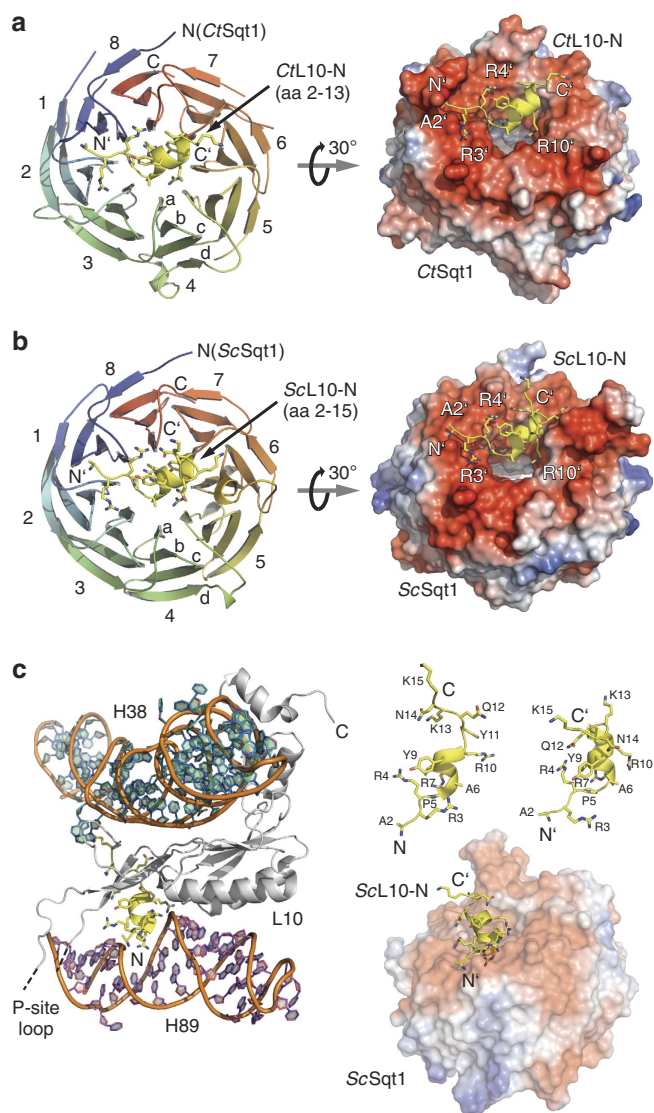 a
N(CtSqt1)
8
C
7
CtL10-N
(aa 2-13)
1
N‘
C‘
6
2
a
b
c
d
5
3
4
30°
CtL10-N
R4‘
N‘
C‘
A2‘
R3‘
R10‘
CtSqt1
b
N(ScSqt1)
8
C
7
ScL10-N
(aa 2-15)
1
C‘
6
N‘
2
a
b
c
d
5
3
4
30°
ScL10-N
A2‘
R4‘
C‘
N‘
R3‘
R10‘
ScSqt1
c
H38
C
L10
N
P-site
loop
H89
K15
C
Q12
N14
K13
Y11
Y9
R10
R4
R7
A6
P5
A2
R3
N
K13
K15
C‘
N14
Q12
Y9
R10
R4
R7
A6
P5
A2
R3
N‘
ScL10-N
C‘
N‘
ScSqt1